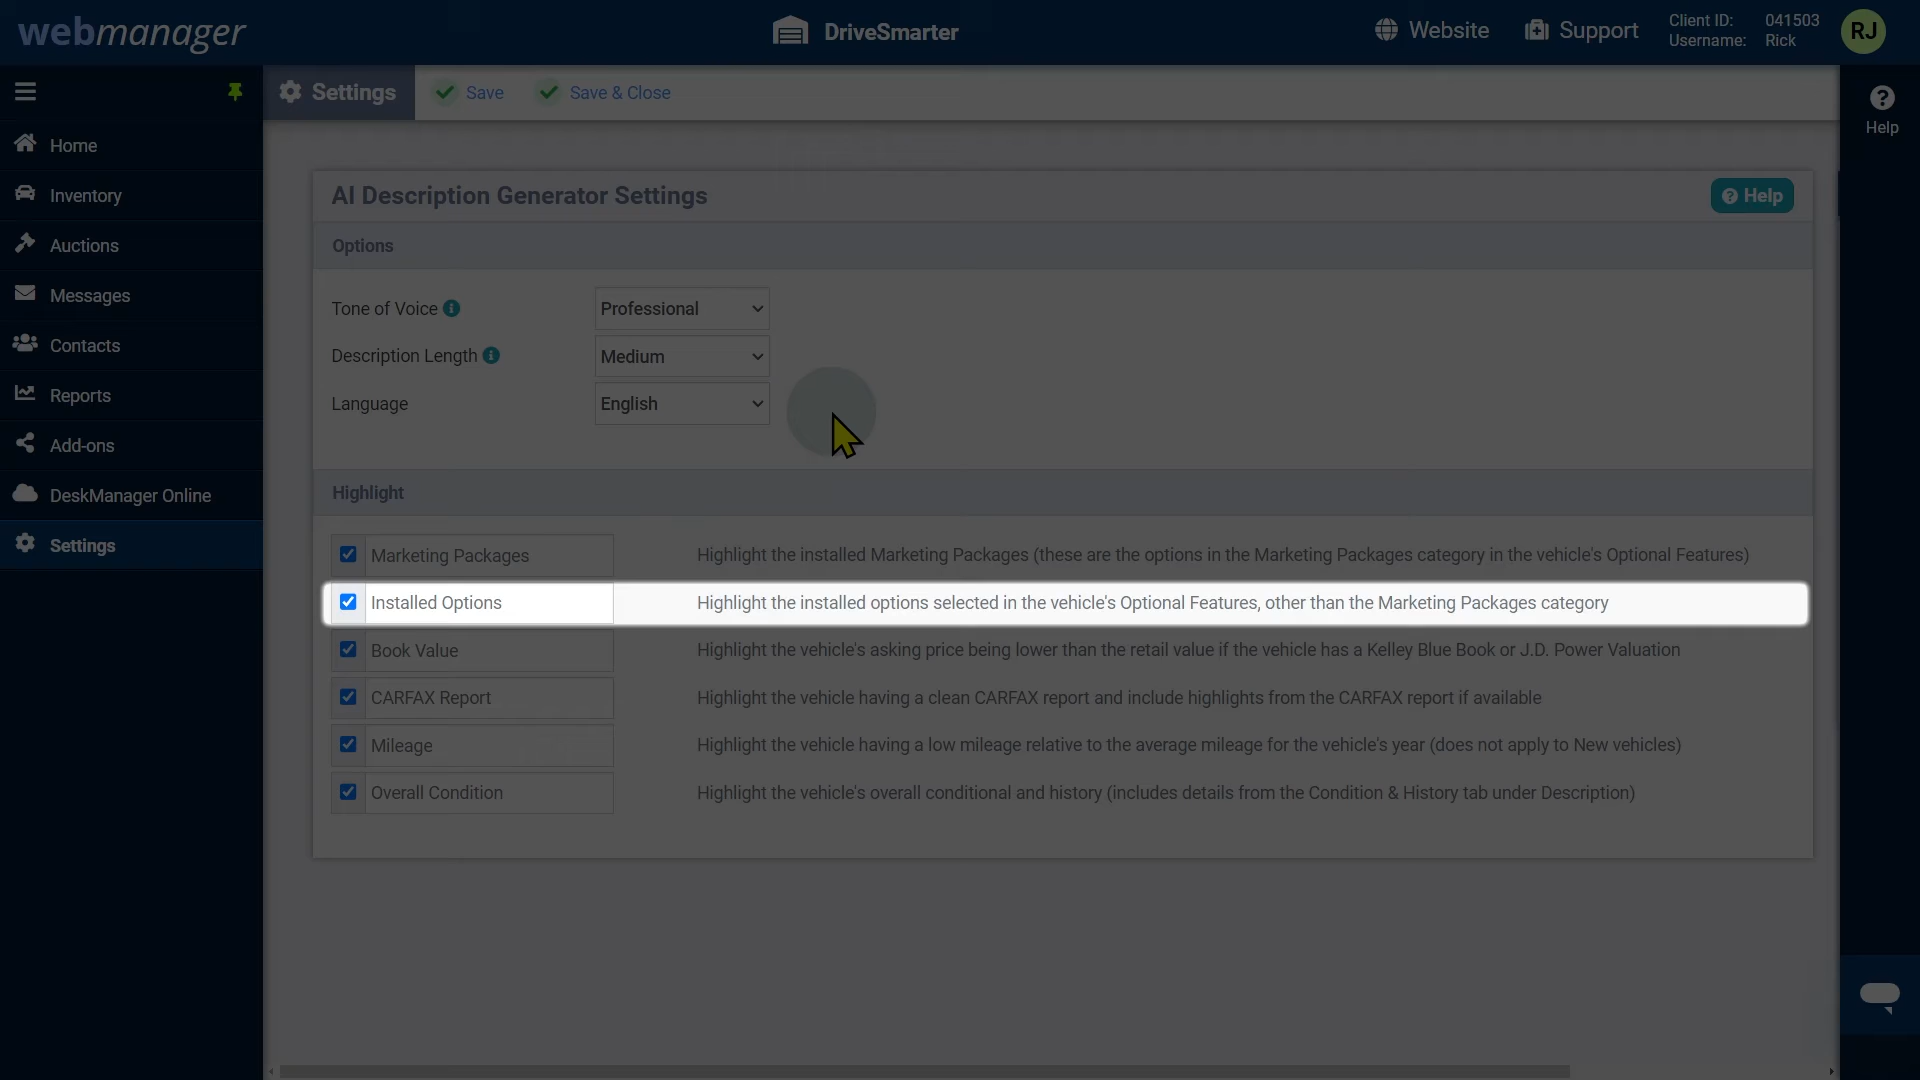 webmanager
DriveSmarter
Website
Support
Client ID: 041503
Username: Rick
RJ
Settings
Save
Save & Close
Help
Home
Inventory
Auctions
Messages
Contacts
Reports
Add-ons
DeskManager Online
Settings
AI Description Generator Settings
Help
Options
Tone of Voice
Professional
Description Length
Medium
Language
English
Highlight
Marketing Packages
Highlight the installed Marketing Packages (these are the options in the Marketing Packages category in the vehicle's Optional Features)
Installed Options
Highlight the installed options selected in the vehicle's Optional Features, other than the Marketing Packages category
Book Value
Highlight the vehicle's asking price being lower than the retail value if the vehicle has a Kelley Blue Book or J.D. Power Valuation
CARFAX Report
Highlight the vehicle having a clean CARFAX report and include highlights from the CARFAX report if available
Mileage
Highlight the vehicle having a low mileage relative to the average mileage for the vehicle's year (does not apply to New vehicles)
Overall Condition
Highlight the vehicle's overall conditional and history (includes details from the Condition & History tab under Description)